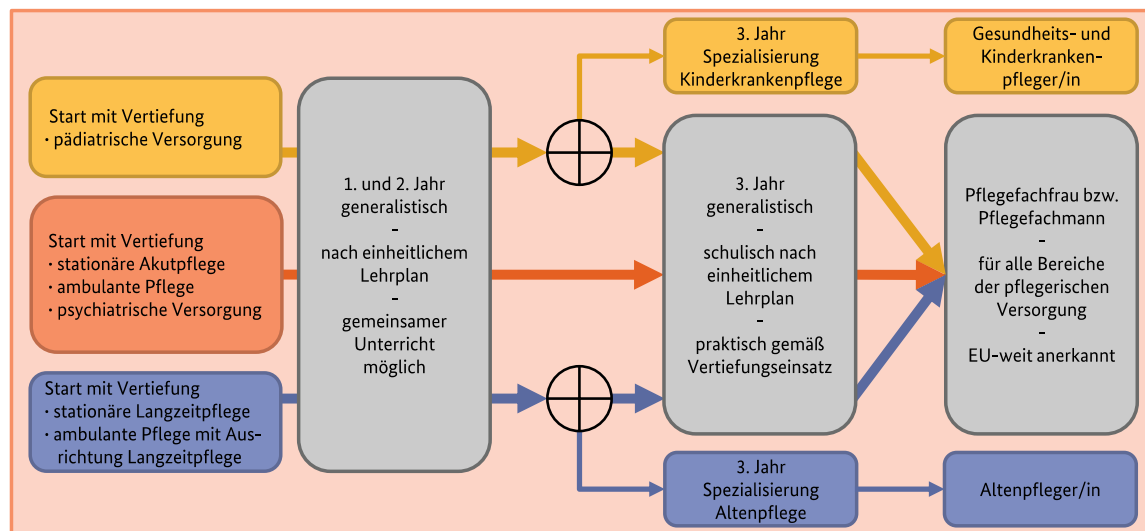 Start mit Vertiefung
· pädiatrische Versorgung
Start mit Vertiefung
· stationäre Akutpflege
· ambulante Pflege
· psychiatrische Versorgung
Start mit Vertiefung
· stationäre Langzeitpflege
· ambulante Pflege mit Aus-
richtung Langzeitpflege
1. und 2. Jahr
generalistisch
–
nach einheitlichem
Lehrplan
–
gemeinsamer
Unterricht
möglich
3. Jahr
Spezialisierung
Kinderkrankenpflege
3. Jahr
generalistisch
–
schulisch nach
einheitlichem
Lehrplan
–
praktisch gemäß
Vertiefungseinsatz
3. Jahr
Spezialisierung
Altenpflege
Gesundheits- und
Kinderkranken-
pfleger/in
Pflegefachfrau bzw.
Pflegefachmann
–
für alle Bereiche
der pflegerischen
Versorgung
–
EU-weit anerkannt
Altenpfleger/in